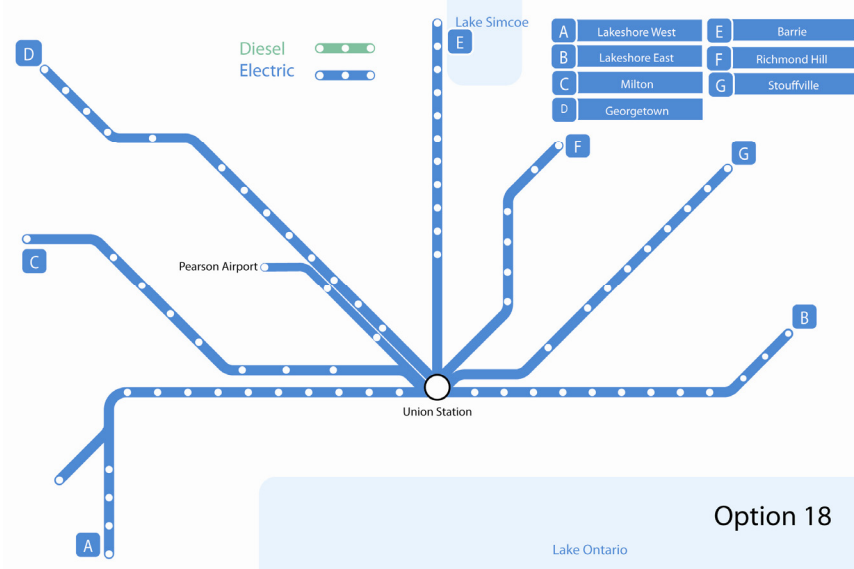 Lake Simcoe
A Lakeshore West E Barrie
B Lakeshore East F Richmond Hill
C Milton G Stouffville
D Georgetown
Diesel
Electric
D
E
F
G
C
Pearson Airport
B
Union Station
A
Option 18
Lake Ontario